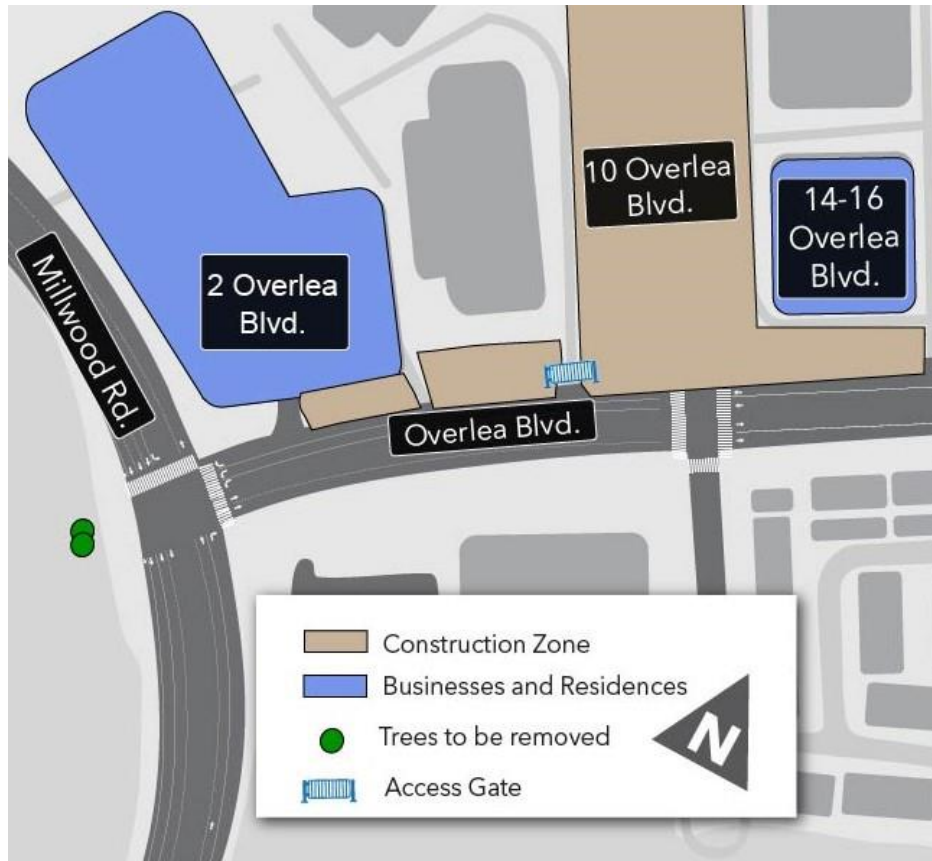 10 Overlea
Blvd.
14-16
Overlea
Blvd.
2 Overlea
Blvd.
Millwood Rd.
Overlea Blvd.
Construction Zone
Businesses and Residences
Trees to be removed
Access Gate
N